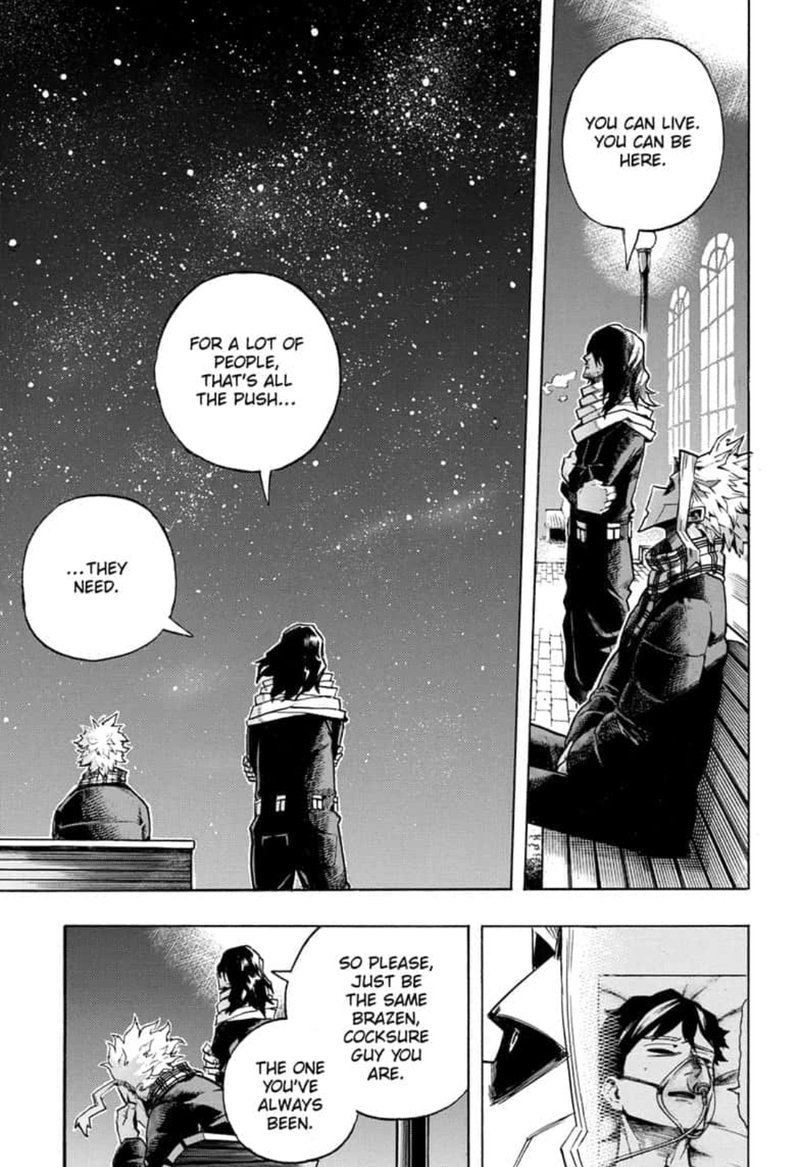 YOU CAN LIVE.
YOU CAN BE
HERE.
FOR A LOT OF
PEOPLE,
THAT'S ALL
THE PUSH...
...THEY
NEED.
SO PLEASE,
JUST BE
THE SAME
BRAZEN,
COCKSURE
GUY YOU
ARE.
THE ONE
YOU'VE
ALWAYS
BEEN.